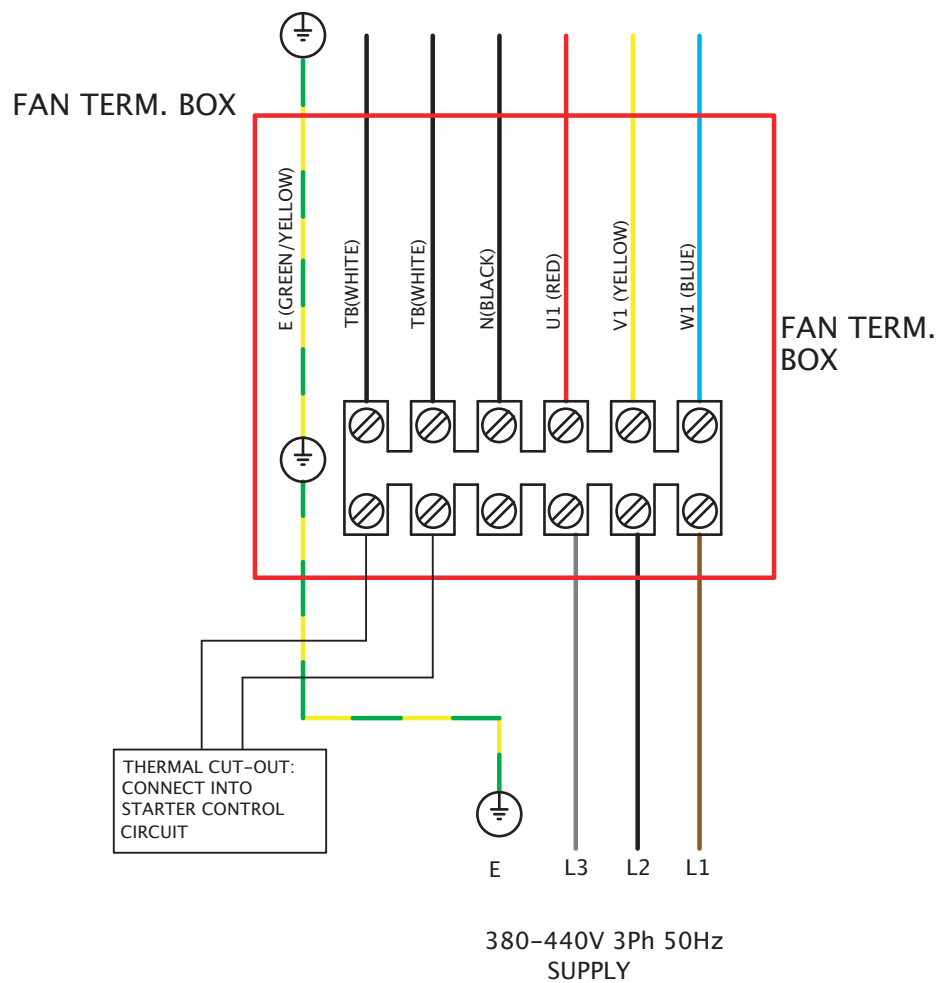 FAN TERM. BOX
E (GREEN/YELLOW)
TB(WHITE)
TB(WHITE)
N(BLACK)
U1 (RED)
V1 (YELLOW)
W1 (BLUE)
FAN TERM.
BOX
THERMAL CUT-OUT:
CONNECT INTO
STARTER CONTROL
CIRCUIT
E
L3
L2
L1
380-440V 3Ph 50Hz
SUPPLY